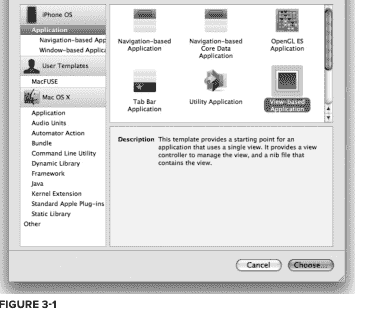 iPhone OS
Application
Navigation-based App
Window-based Applica
User Templates
MacFUSE
Mac OS X
Application
Audio Units
Automator Action
Bundle
Command Line Utility
Dynamic Library
Framework
Java
Kernel Extension
Standard Apple Plug-ins
Static Library
Other
Navigation-based
Application
Navigation-based
Core Data
Application
OpenGL ES
Application
Tab Bar
Application
Utility Application
View-based
Application
Description This template provides a starting point for an
application that uses a single view. It provides a view
controller to manage the view, and a nib file that
contains the view.
Cancel
Choose...
FIGURE 3-1